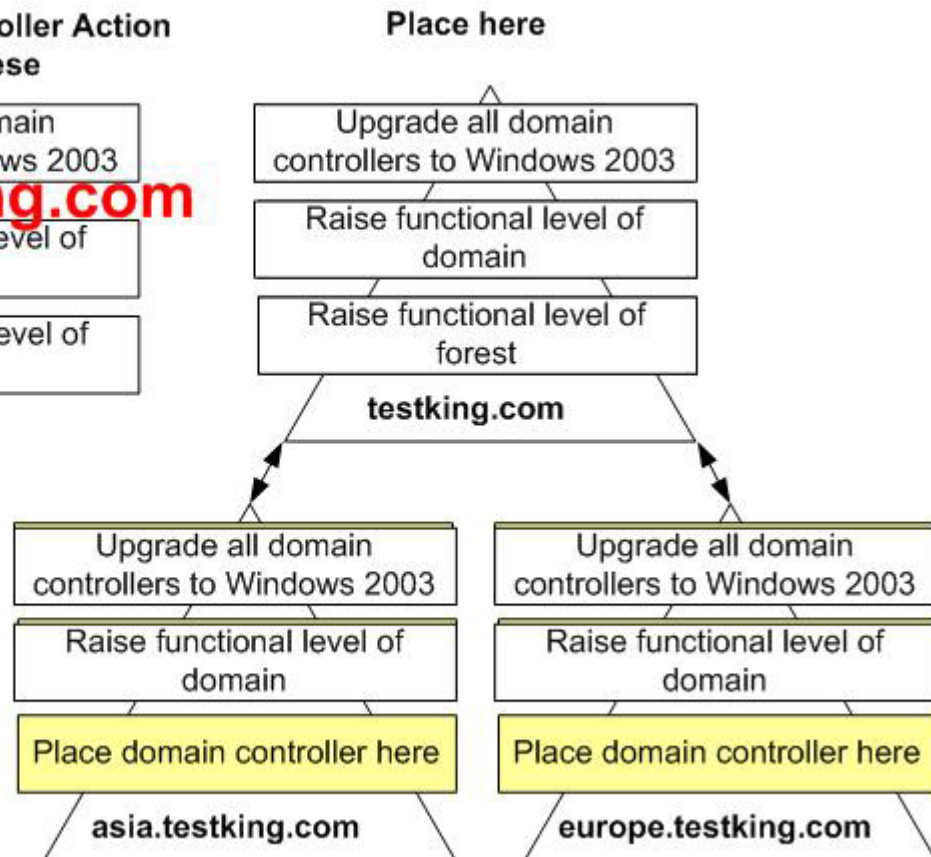 oller Action
ese
Place here
main
ws 2003
ng.com
evel of
evel of
Upgrade all domain
controllers to Windows 2003
Raise functional level of
domain
Raise functional level of
forest
testking.com
Upgrade all domain
controllers to Windows 2003
Raise functional level of
domain
Place domain controller here
asia.testking.com
Upgrade all domain
controllers to Windows 2003
Raise functional level of
domain
Place domain controller here
europe.testking.com